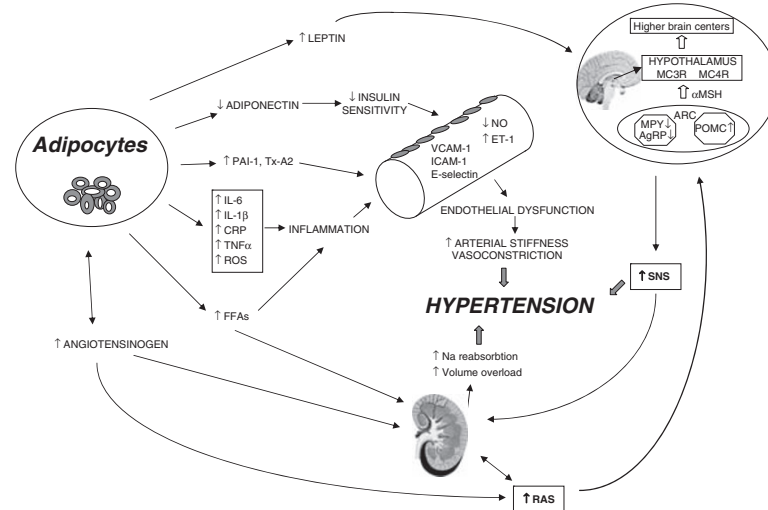 ↑ LEPTIN
Higher brain centers
HYPOTHALAMUS
MC3R MC4R
αMSH
ARC
MPY↓
AgRP↓
POMC↑
Adipocytes
↓ ADIPONECTIN
↓ INSULIN
SENSITIVITY
↑ PAI-1, Tx-A2
VCAM-1
ICAM-1
E-selectin
↓ NO
↑ ET-1
↑ IL-6
↑ IL-1β
↑ CRP
↑ TNFα
↑ ROS
INFLAMMATION
ENDOTHELIAL DYSFUNCTION
↑ ARTERIAL STIFFNESS
VASOCONSTRICTION
↑ SNS
HYPERTENSION
↑ FFAs
↑ ANGIOTENSINOGEN
↑ Na reabsorbtion
↑ Volume overload
↑ RAS